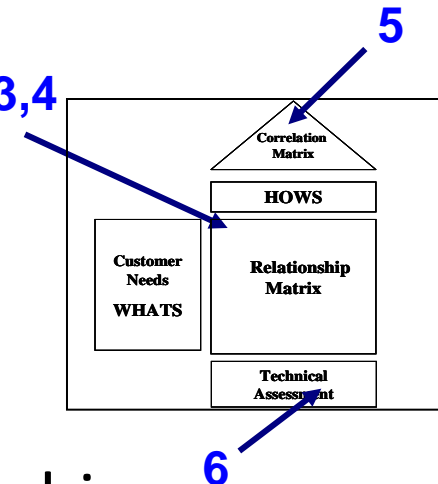 5
3,4
Correlation
Matrix
HOWS
Customer
Needs
WHATS
Relationship
Matrix
Technical
Assessment
6